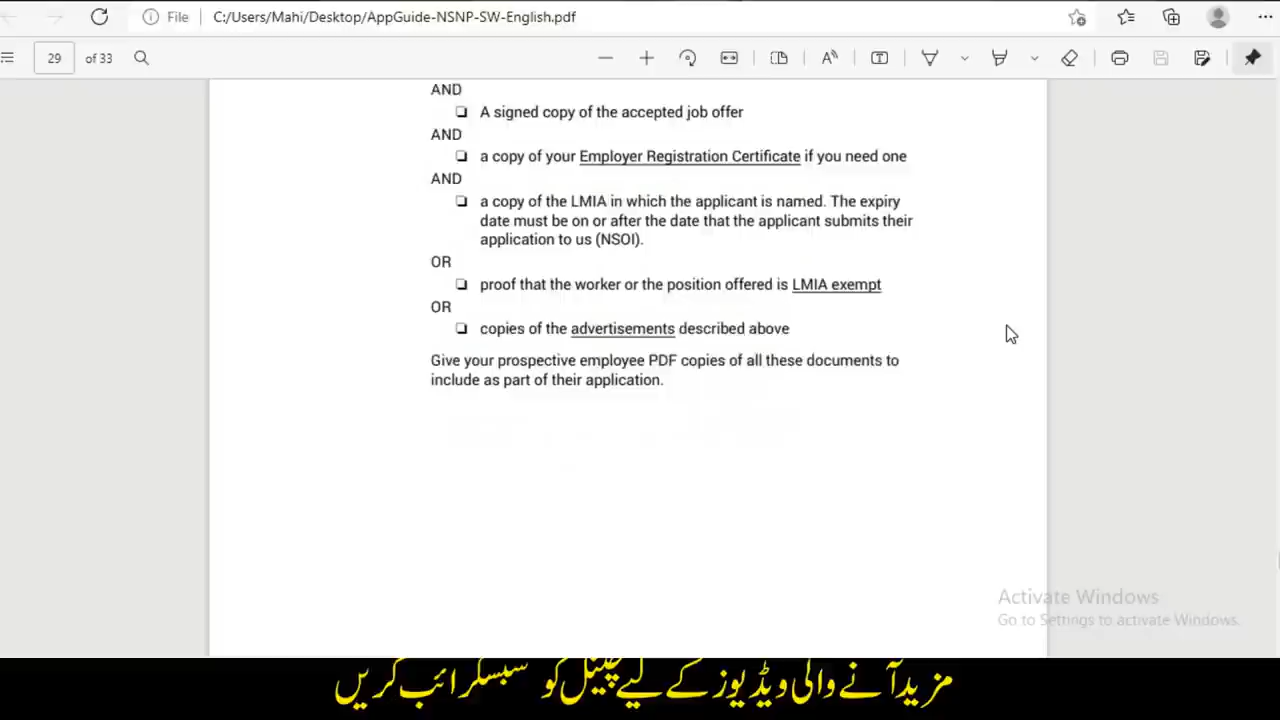 File
C:/Users/Mahi/Desktop/AppGuide-NSNP-SW-English.pdf
29 of 33
AND
❑ A signed copy of the accepted job offer
AND
❑ a copy of your Employer Registration Certificate if you need one
AND
❑ a copy of the LMIA in which the applicant is named. The expiry
date must be on or after the date that the applicant submits their
application to us (NSOI).
OR
❑ proof that the worker or the position offered is LMIA exempt
OR
❑ copies of the advertisements described above
Give your prospective employee PDF copies of all these documents to
include as part of their application.
Activate Windows
Go to Settings to activate Windows.
مزید آنے والی ویڈیوز کے لیے چینل کو سبسکرائب کریں